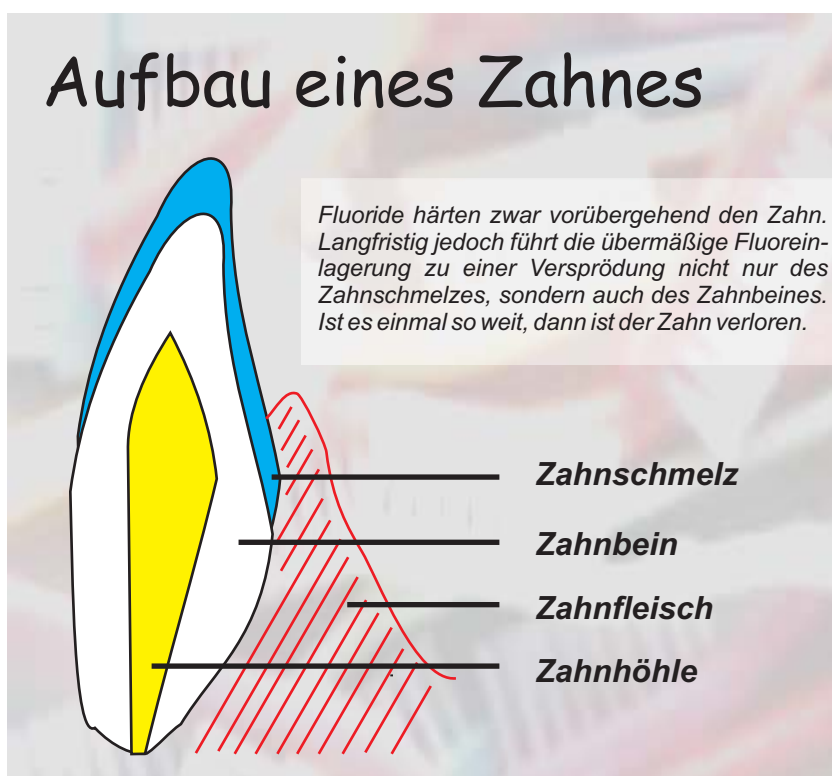 Aufbau eines Zahnes
Fluoride härten zwar vorübergehend den Zahn.
Langfristig jedoch führt die übermäßige Fluorein-
lagerung zu einer Versprödung nicht nur des
Zahnschmelzes, sondern auch des Zahnbeines.
Ist es einmal so weit, dann ist der Zahn verloren.
Zahnschmelz
Zahnbein
Zahnfleisch
Zahnhöhle